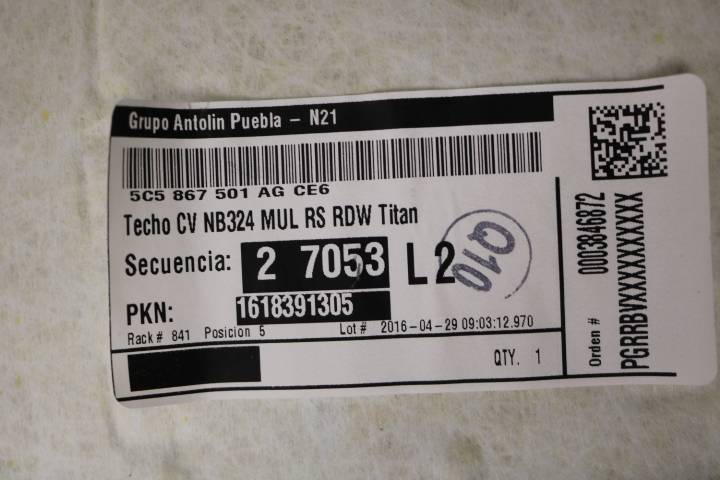 Grupo Antolin Puebla – N21
5C5 867 501 AG CE6
Techo CV NB324 MUL RS RDW Titan
Secuencia: 2 7053 L2
Q10
PKN: 1618391305
Rack# 841 Posicion 5 Lot# 2016-04-29 09:03:12.970
QTY. 1
Orden # 0003846872
PGRRBVXXXXXXXXXXXX